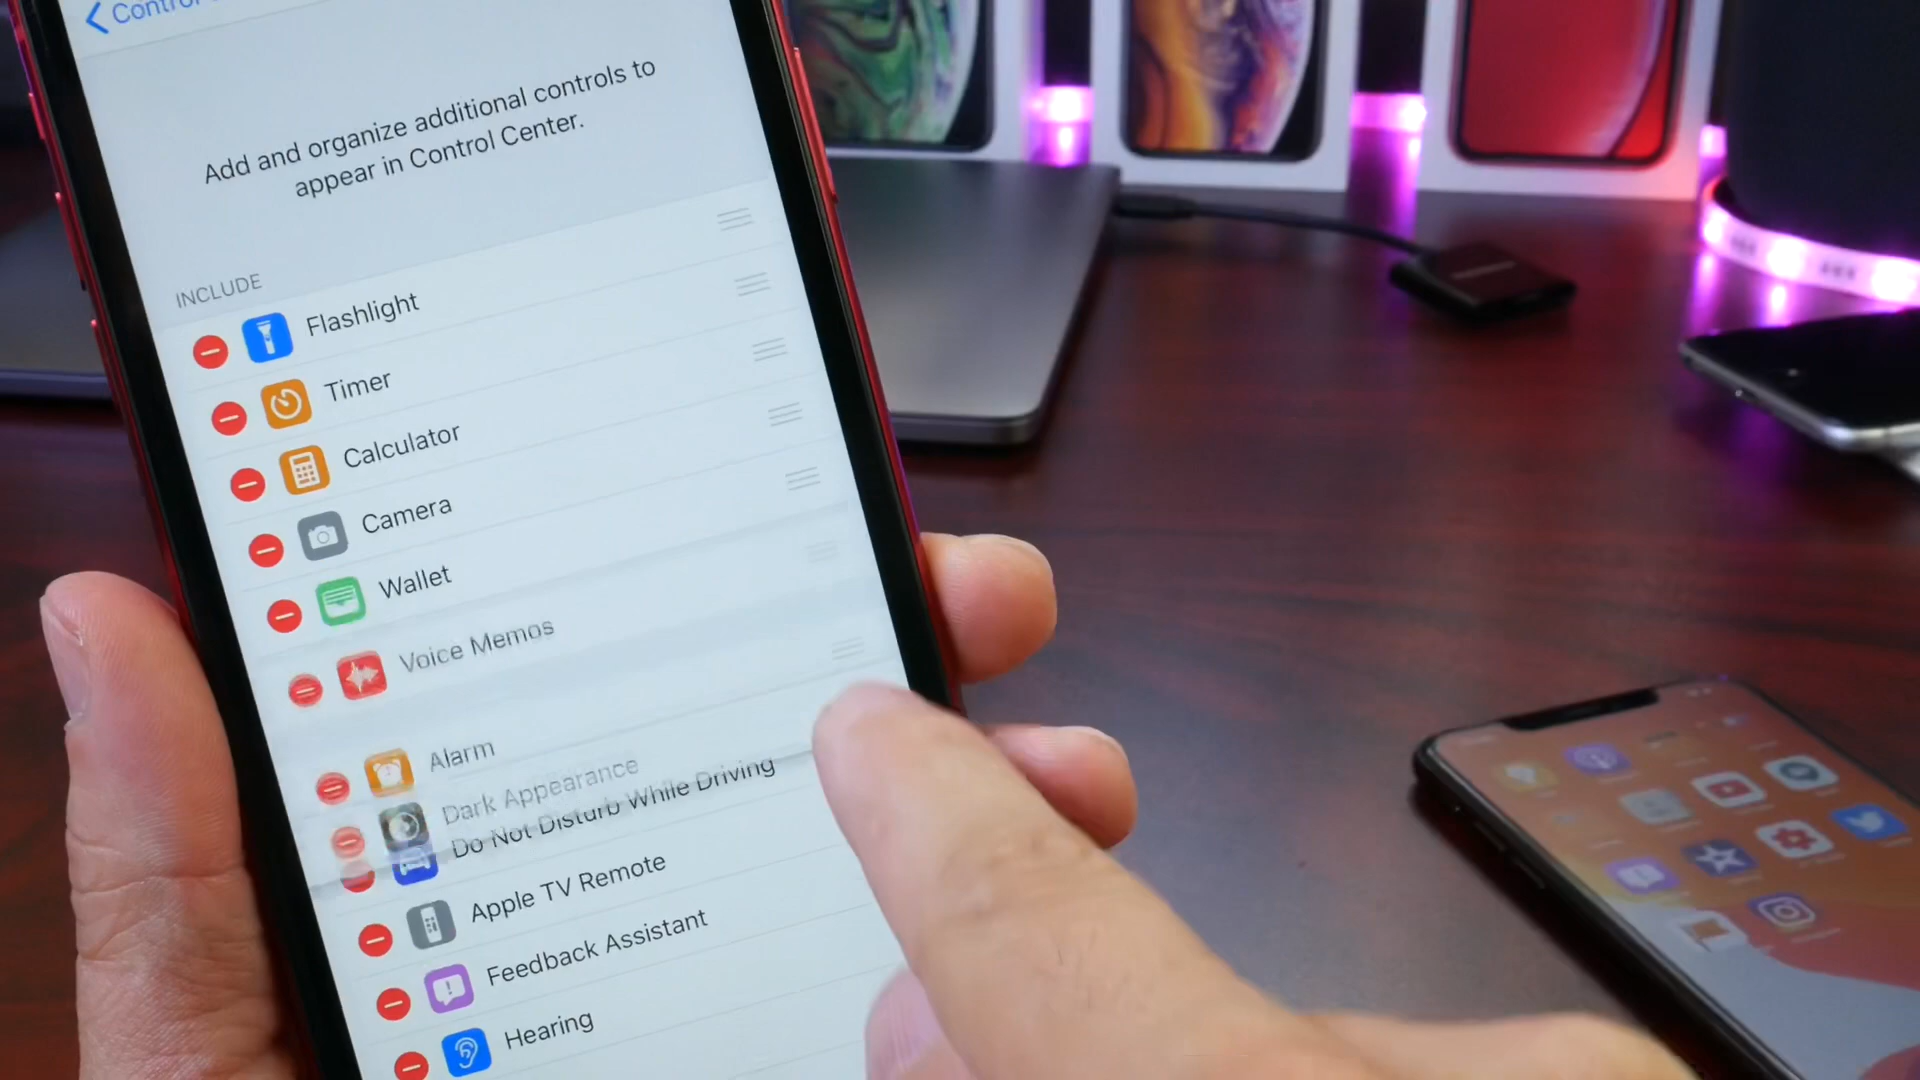 Add and organize additional controls to
appear in Control Center.
INCLUDE
Flashlight
Timer
Calculator
Camera
Wallet
Voice Memos
Alarm
Dark Appearance
Do Not Disturb While Driving
Apple TV Remote
Feedback Assistant
Hearing